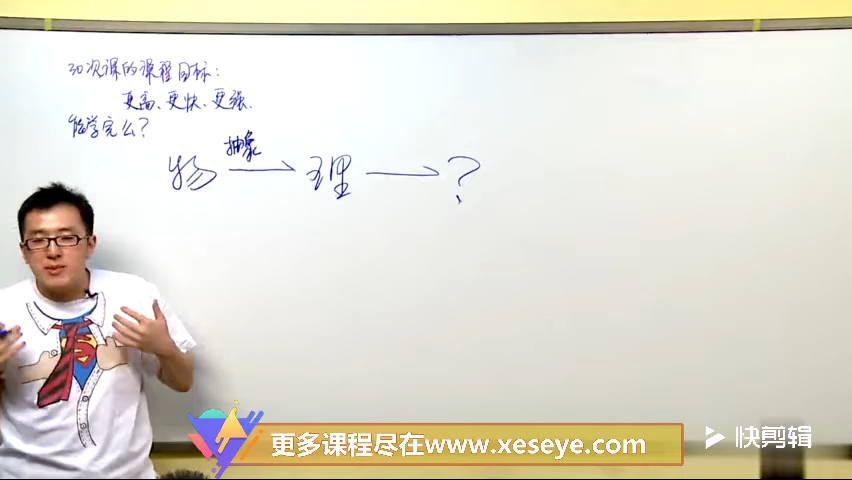 30次课的课程目标:
更高、更快、更强.
能学完么?
抽象
物 → 理 → ?
更多课程尽在www.xeseye.com
快剪辑